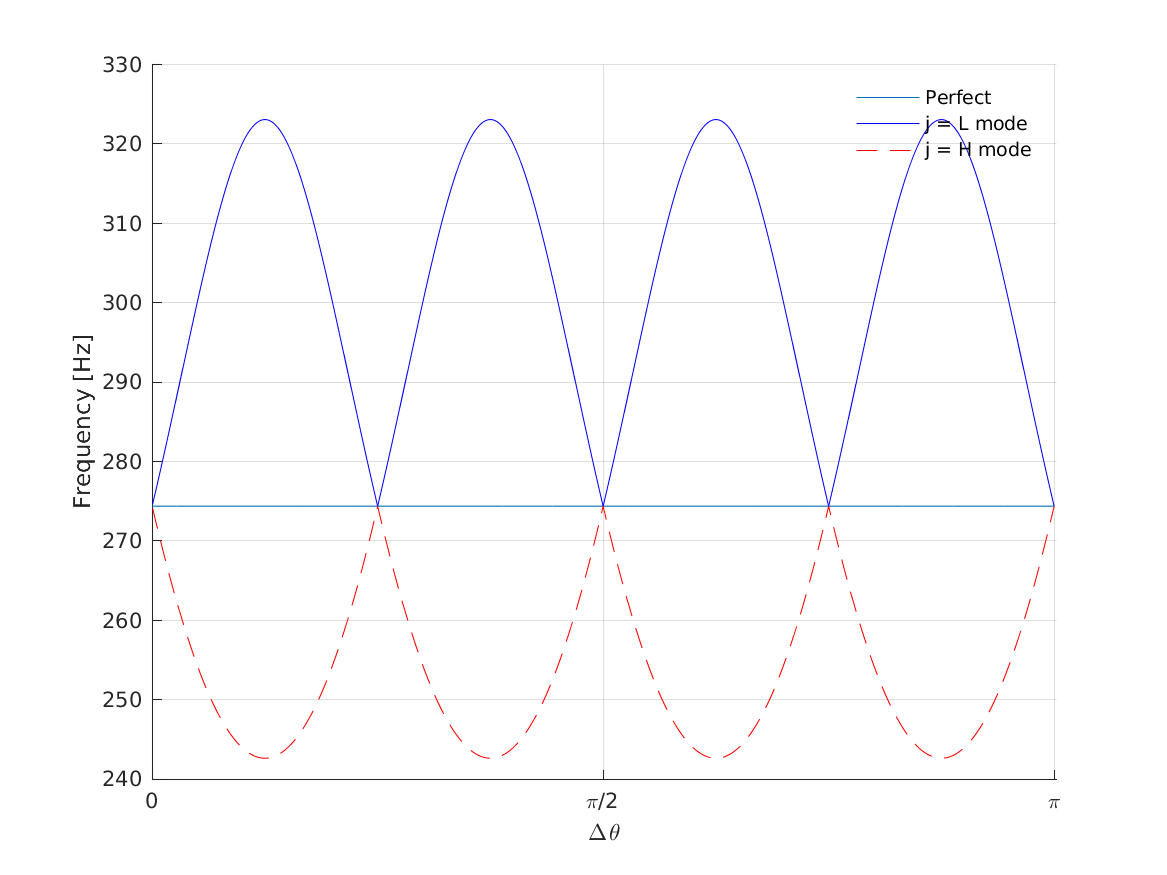 330
320
310
300
290
280
270
260
250
240
Frequency [Hz]
Perfect
j = L mode
j = H mode
0
π/2
π
Δθ